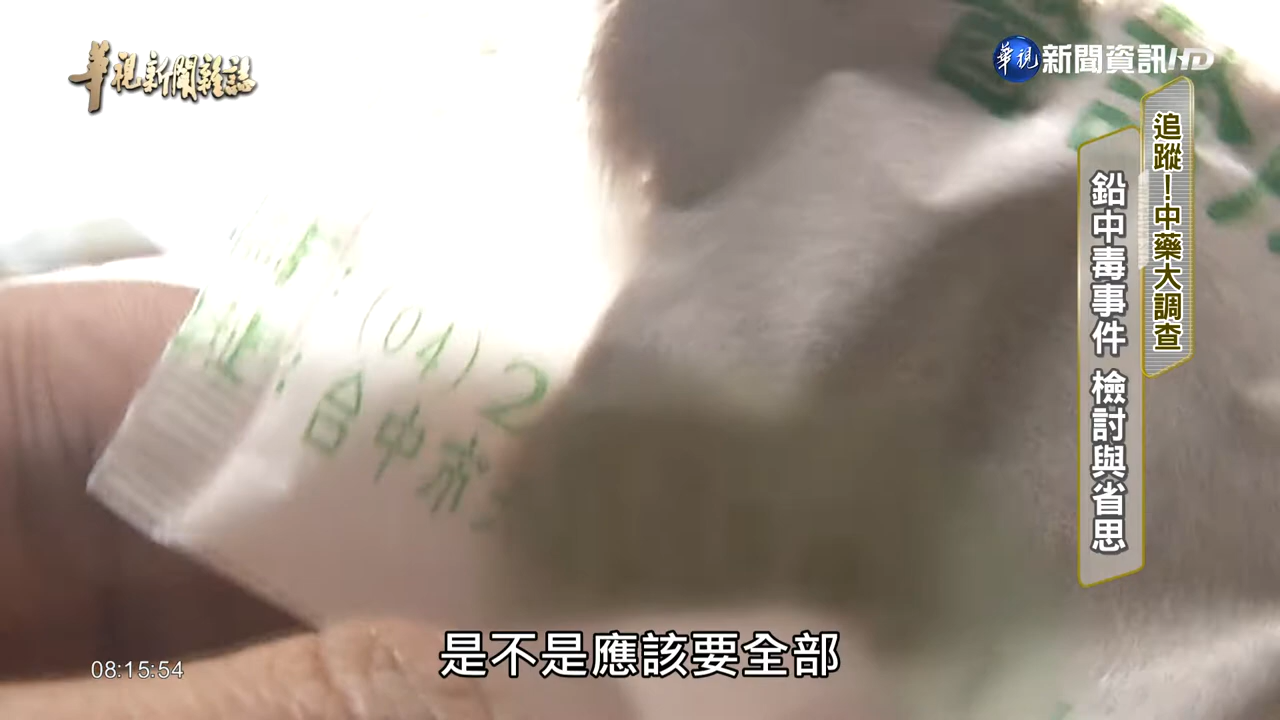 華視新聞雜誌
華視 新聞資訊HD
追蹤!中藥大調查
鉛中毒事件 檢討與省思
址:
(04)2
台中市
是不是應該要全部
08:15:54